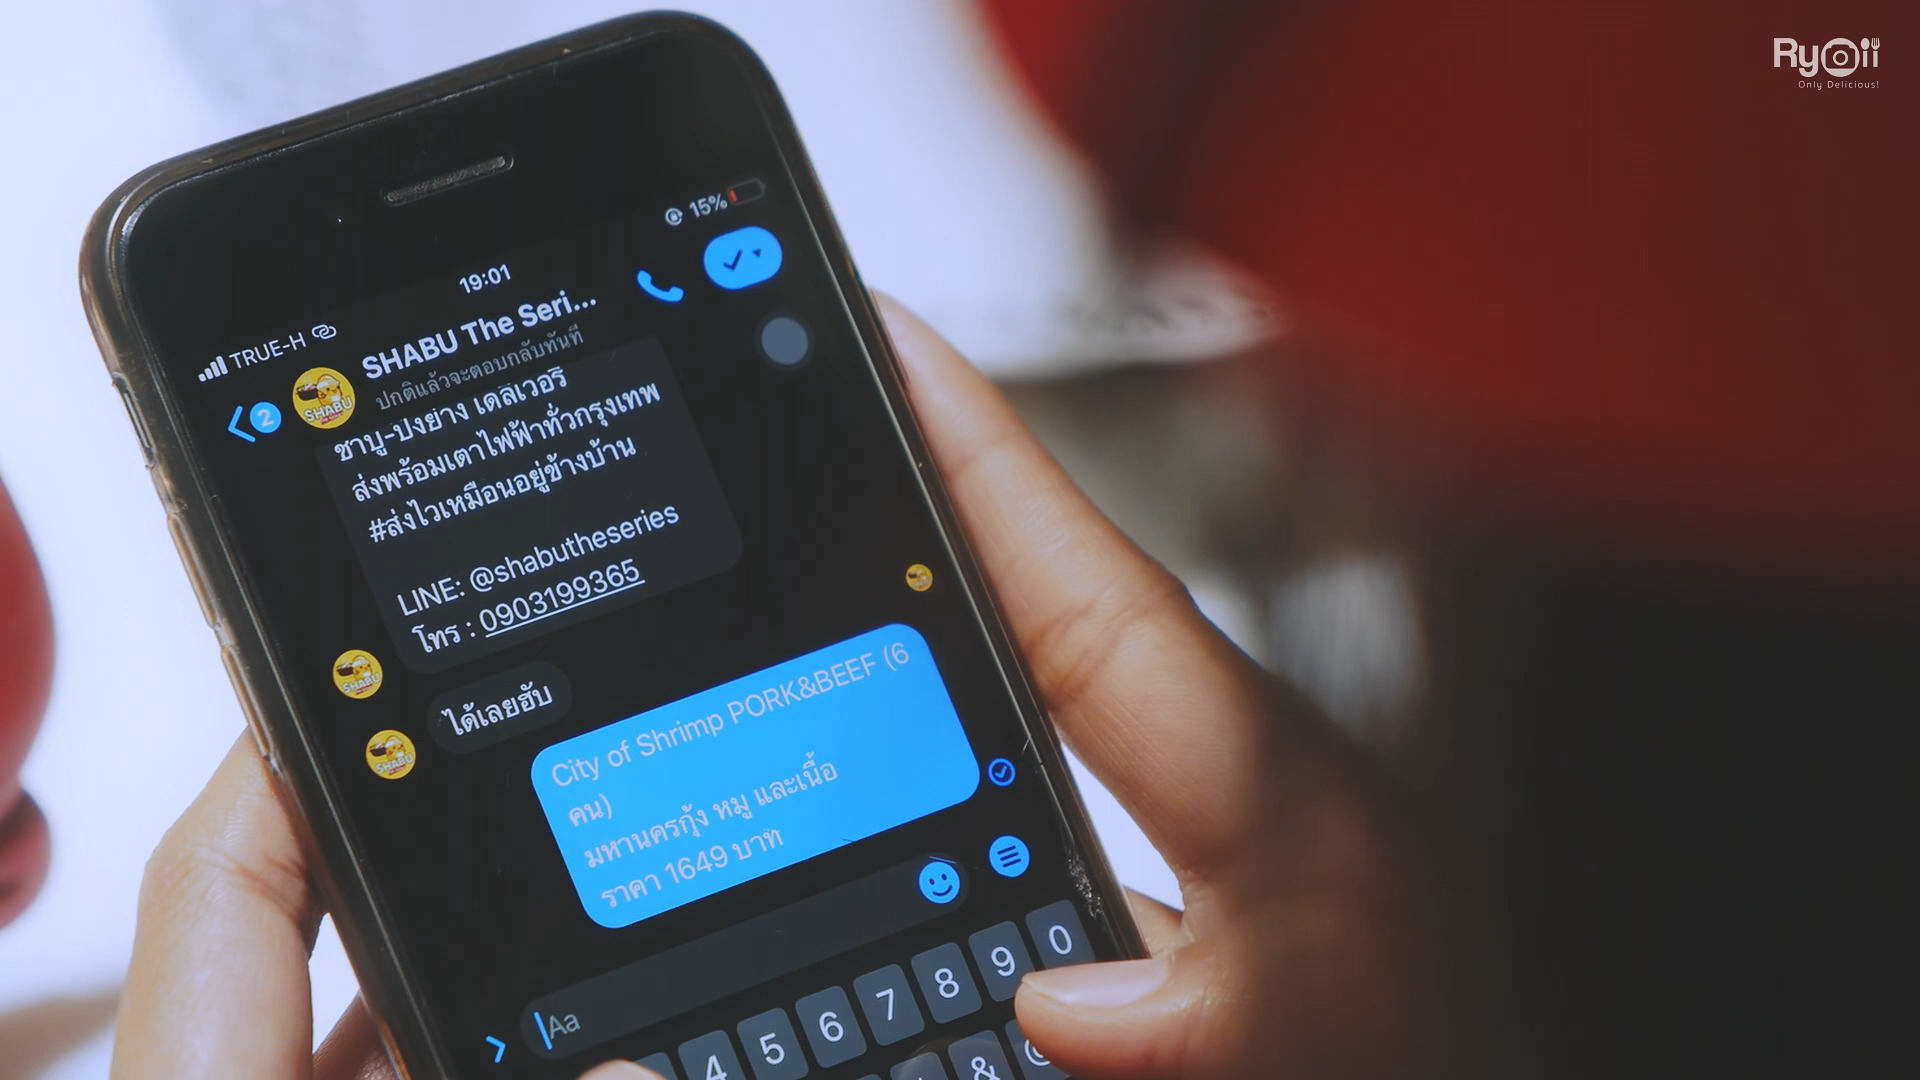 RyOii
Only Delicious!
15%
19:01
TRUE-H
2
SHABU The Seri...
ปกติแล้วจะตอบกลับทันที
SHABU
ชาบู-ปิ้งย่าง เดลิเวอรี่
ส่งพร้อมเตาไฟฟ้าทั่วกรุงเทพ
#ส่งไวเหมือนอยู่ข้างบ้าน
LINE: @shabutheseries
โทร : 0903199365
SHABU
ได้เลยฮับ
SHABU
City of Shrimp PORK&BEEF (6
คน)
มหานครกุ้ง หมู และเนื้อ
ราคา 1649 บาท
Aa
4 5 6 7 8 9 0
& @